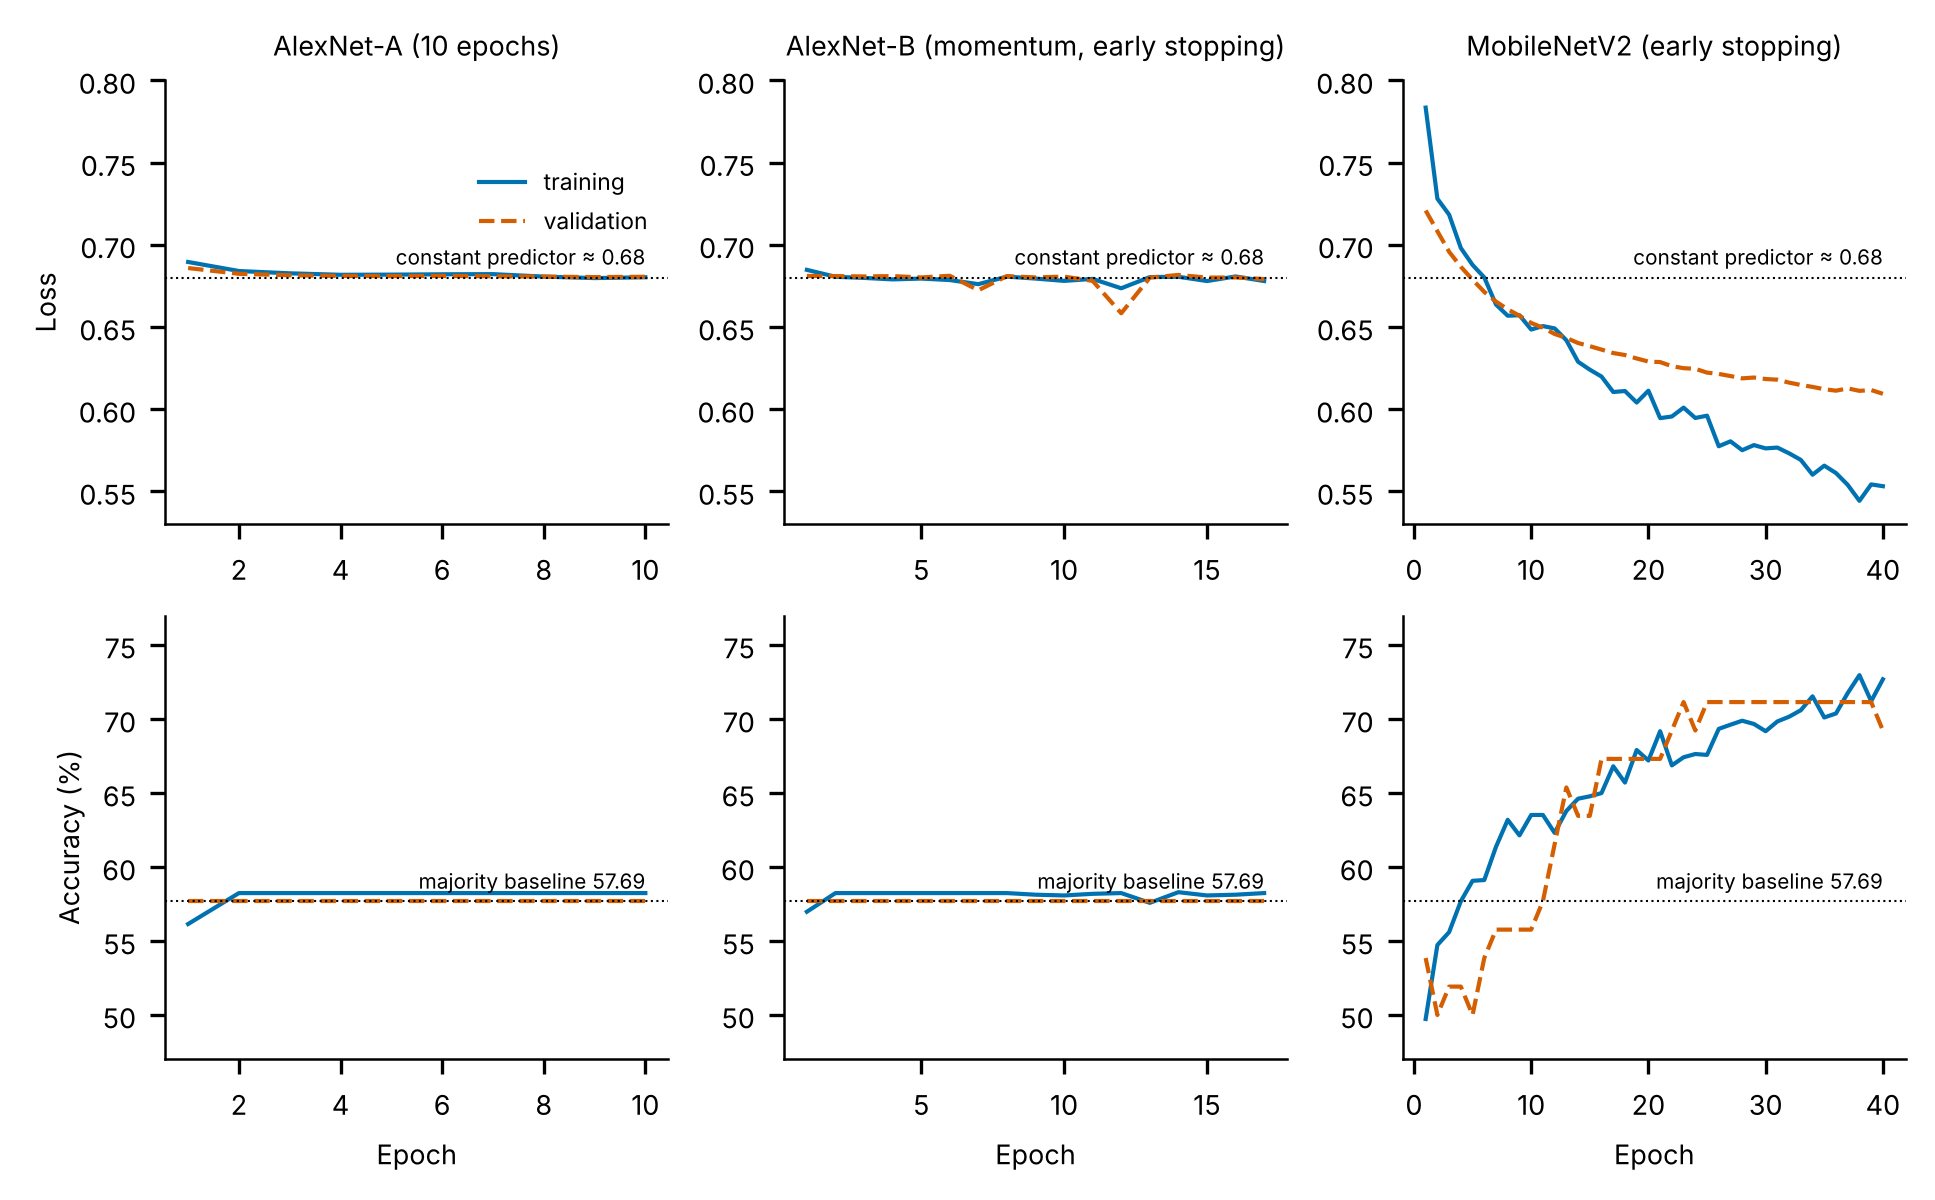 AlexNet-A (10 epochs)
AlexNet-B (momentum, early stopping)
MobileNetV2 (early stopping)
Loss
0.80
0.75
0.70
0.65
0.60
0.55
training
validation
constant predictor ≈ 0.68
2 4 6 8 10
0.80
0.75
0.70
0.65
0.60
0.55
constant predictor ≈ 0.68
5 10 15
0.80
0.75
0.70
0.65
0.60
0.55
constant predictor ≈ 0.68
0 10 20 30 40
Accuracy (%)
75
70
65
60
55
50
majority baseline 57.69
2 4 6 8 10
Epoch
75
70
65
60
55
50
majority baseline 57.69
5 10 15
Epoch
75
70
65
60
55
50
majority baseline 57.69
0 10 20 30 40
Epoch